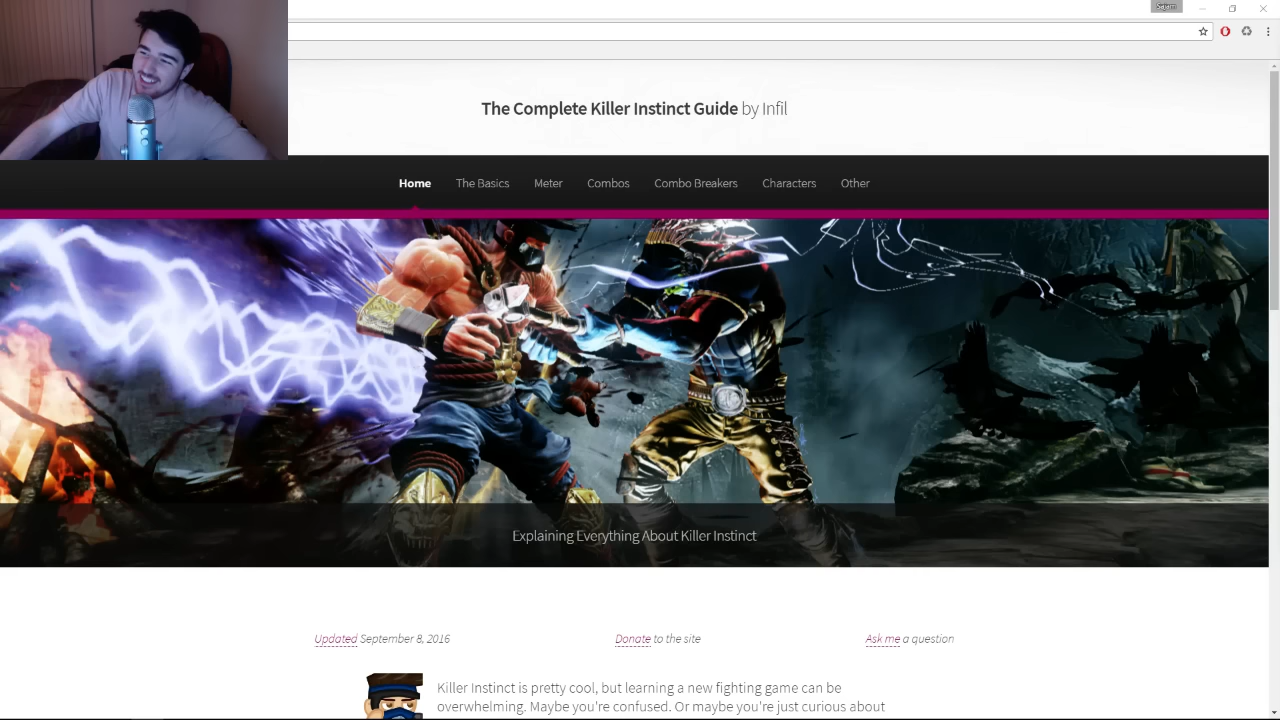 Sajam
The Complete Killer Instinct Guide by Infil
Home The Basics Meter Combos Combo Breakers Characters Other
Explaining Everything About Killer Instinct
Updated September 8, 2016 Donate to the site Ask me a question
Killer Instinct is pretty cool, but learning a new fighting game can be
overwhelming. Maybe you're confused. Or maybe you're just curious about